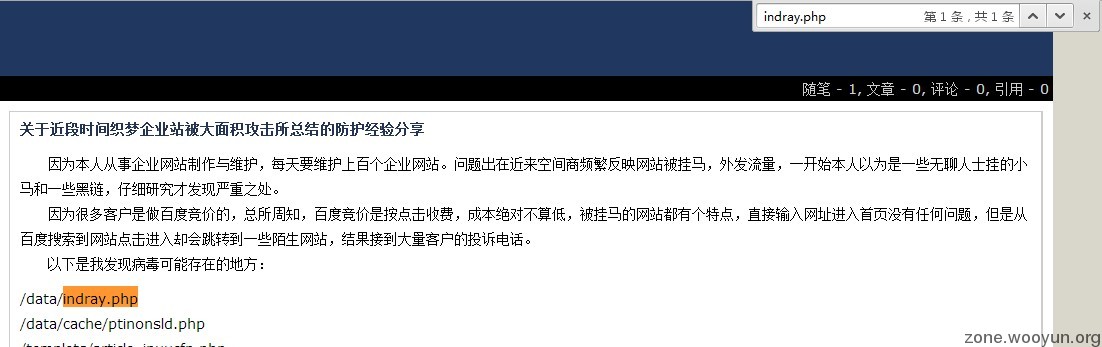 indray.php 第 1 条，共 1 条
随笔 - 1, 文章 - 0, 评论 - 0, 引用 - 0
关于近段时间织梦企业站被大面积攻击所总结的防护经验分享
因为本人从事企业网站制作与维护，每天要维护上百个企业网站。问题出在近来空间商频繁反映网站被挂马，外发流量，一开始本人以为是一些无聊人士挂的小
马和一些黑链，仔细研究才发现严重之处。
因为很多客户是做百度竞价的，总所周知，百度竞价是按点击收费，成本绝对不算低，被挂马的网站都有个特点，直接输入网址进入首页没有任何问题，但是从
百度搜索到网站点击进入却会跳转到一些陌生网站，结果接到大量客户的投诉电话。
以下是我发现病毒可能存在的地方：
/data/indray.php
/data/cache/ptinonsld.php
zone.wooyun.org